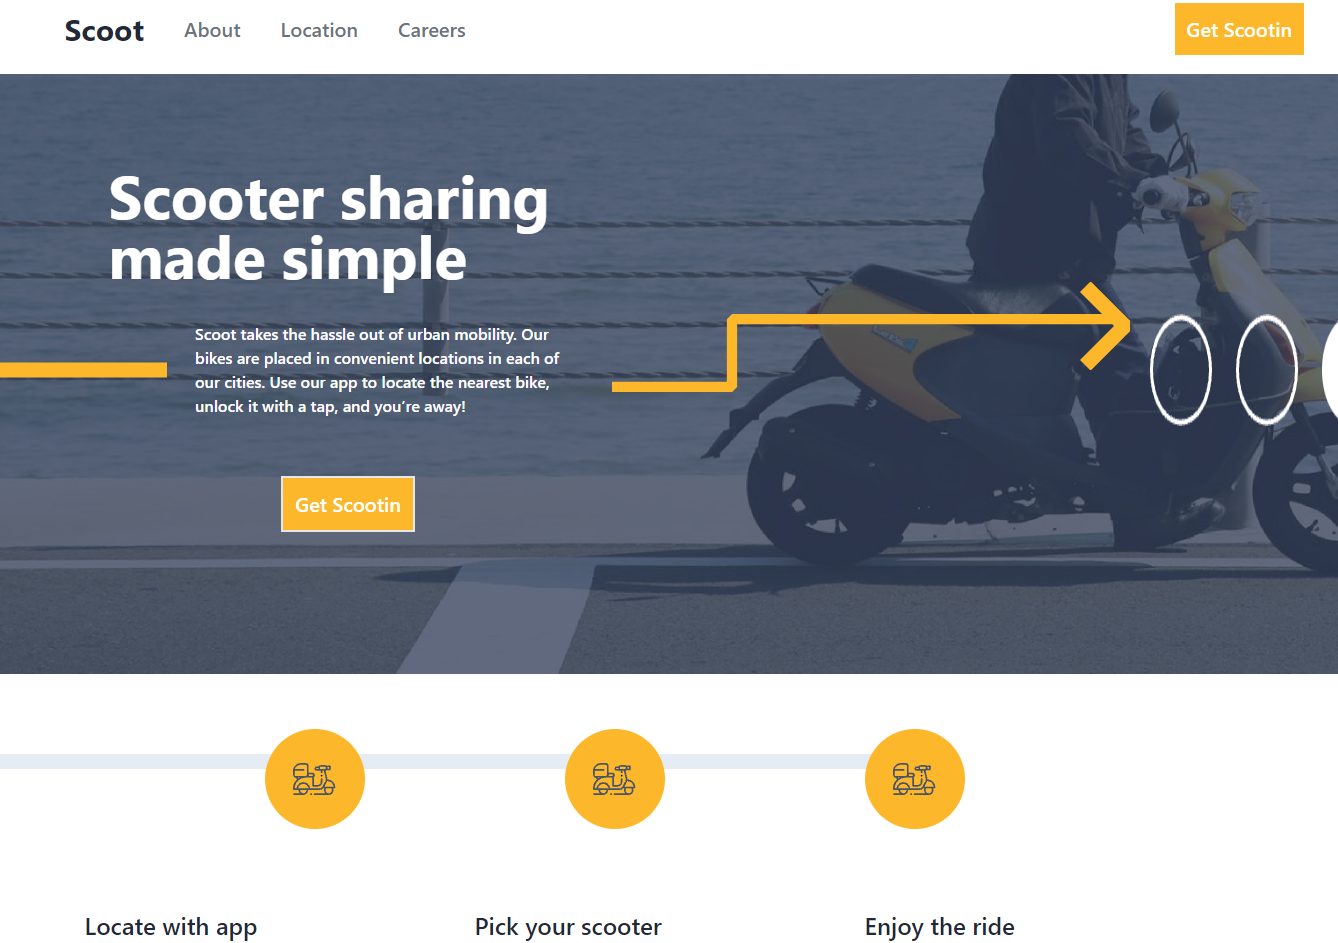 Scoot About Location Careers Get Scootin
Scooter sharing
made simple
Scoot takes the hassle out of urban mobility. Our
bikes are placed in convenient locations in each of
our cities. Use our app to locate the nearest bike,
unlock it with a tap, and you’re away!
Get Scootin
Locate with app
Pick your scooter
Enjoy the ride